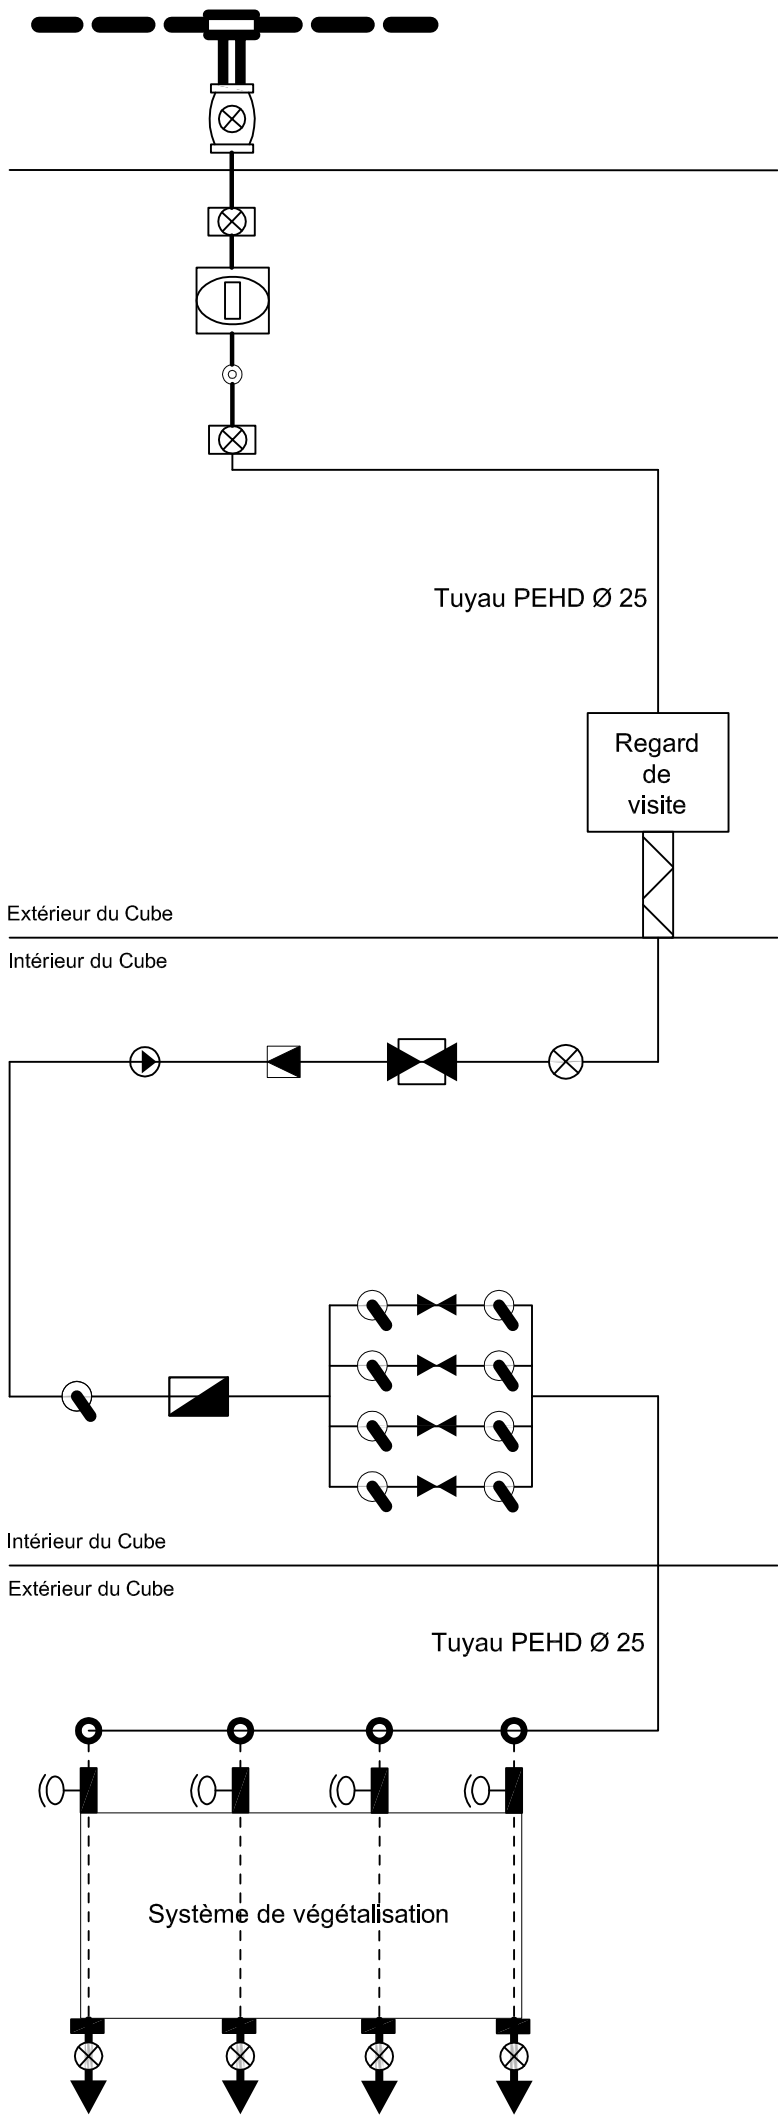 Tuyau PEHD Ø 25
Regard
de
visite
Extérieur du Cube
Intérieur du Cube
Intérieur du Cube
Extérieur du Cube
Tuyau PEHD Ø 25
Système de végétalisation